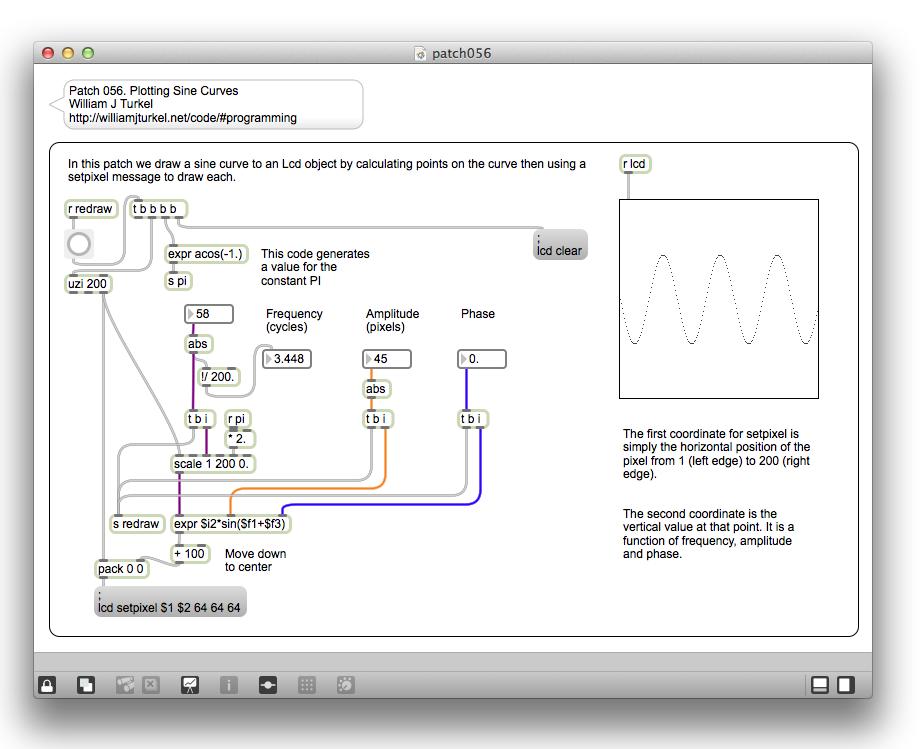 patch056
Patch 056. Plotting Sine Curves
William J Turkel
http://williamjturkel.net/code/#programming
In this patch we draw a sine curve to an Lcd object by calculating points on the curve then using a
setpixel message to draw each.
r lcd
r redraw
t b b b b
;
lcd clear
expr acos(-1.)
This code generates
a value for the
constant PI
uzi 200
s pi
58
Frequency
(cycles)
Amplitude
(pixels)
Phase
abs
3.448
45
0.
!/ 200.
abs
t b i
r pi
t b i
t b i
* 2.
The first coordinate for setpixel is
simply the horizontal position of the
pixel from 1 (left edge) to 200 (right
edge).
scale 1 200 0.
s redraw
expr $i2*sin($f1+$f3)
The second coordinate is the
vertical value at that point. It is a
function of frequency, amplitude
and phase.
+ 100
Move down
to center
pack 0 0
;
lcd setpixel $1 $2 64 64 64